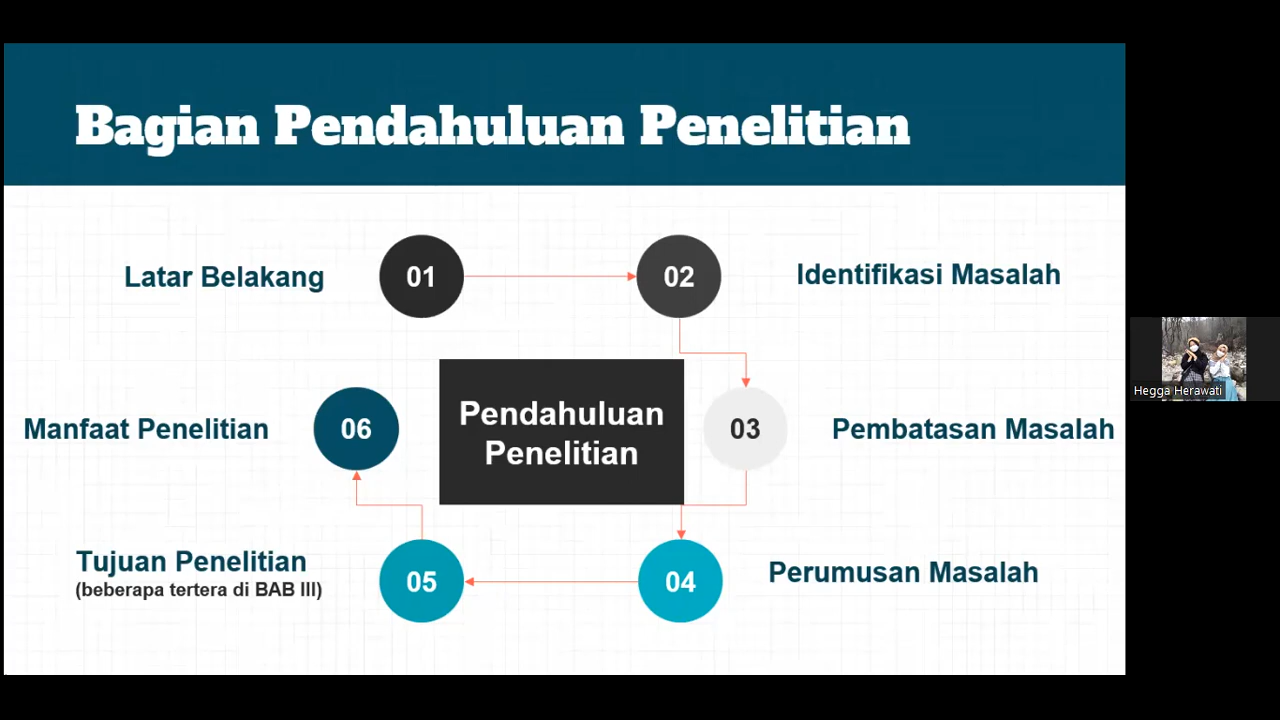 Bagian Pendahuluan Penelitian
Latar Belakang
01
02
Identifikasi Masalah
Manfaat Penelitian
06
Pendahuluan
Penelitian
03
Pembatasan Masalah
Tujuan Penelitian
(beberapa tertera di BAB III)
05
04
Perumusan Masalah
Hegga Herawati